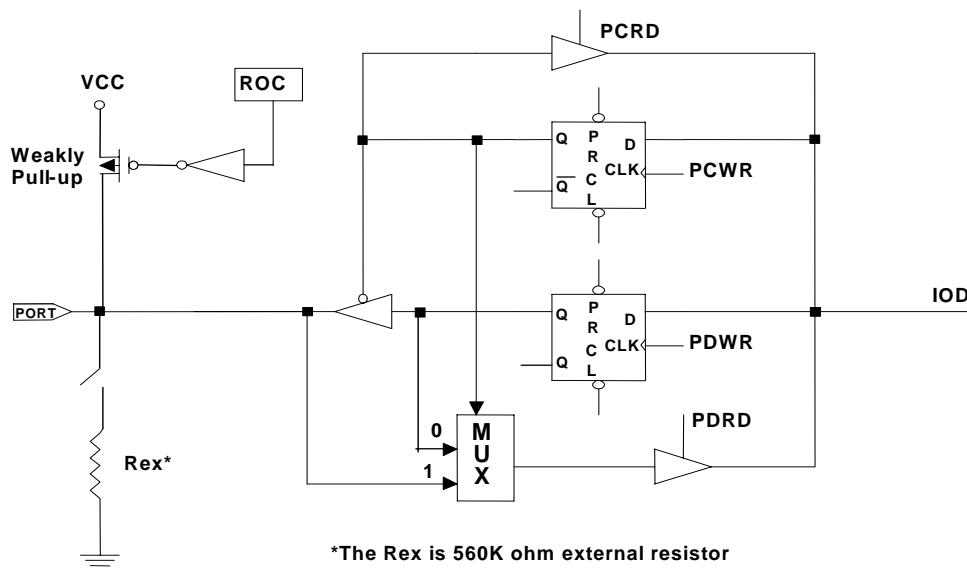 PCRD
VCC
ROC
Weakly
Pull-up
Q
P
R
C
L
D
CLK
Q
PCWR
PORT
IOD
Q
P
R
C
L
D
CLK
Q
PDWR
0
1
M
U
X
PDRD
Rex*
*The Rex is 560K ohm external resistor